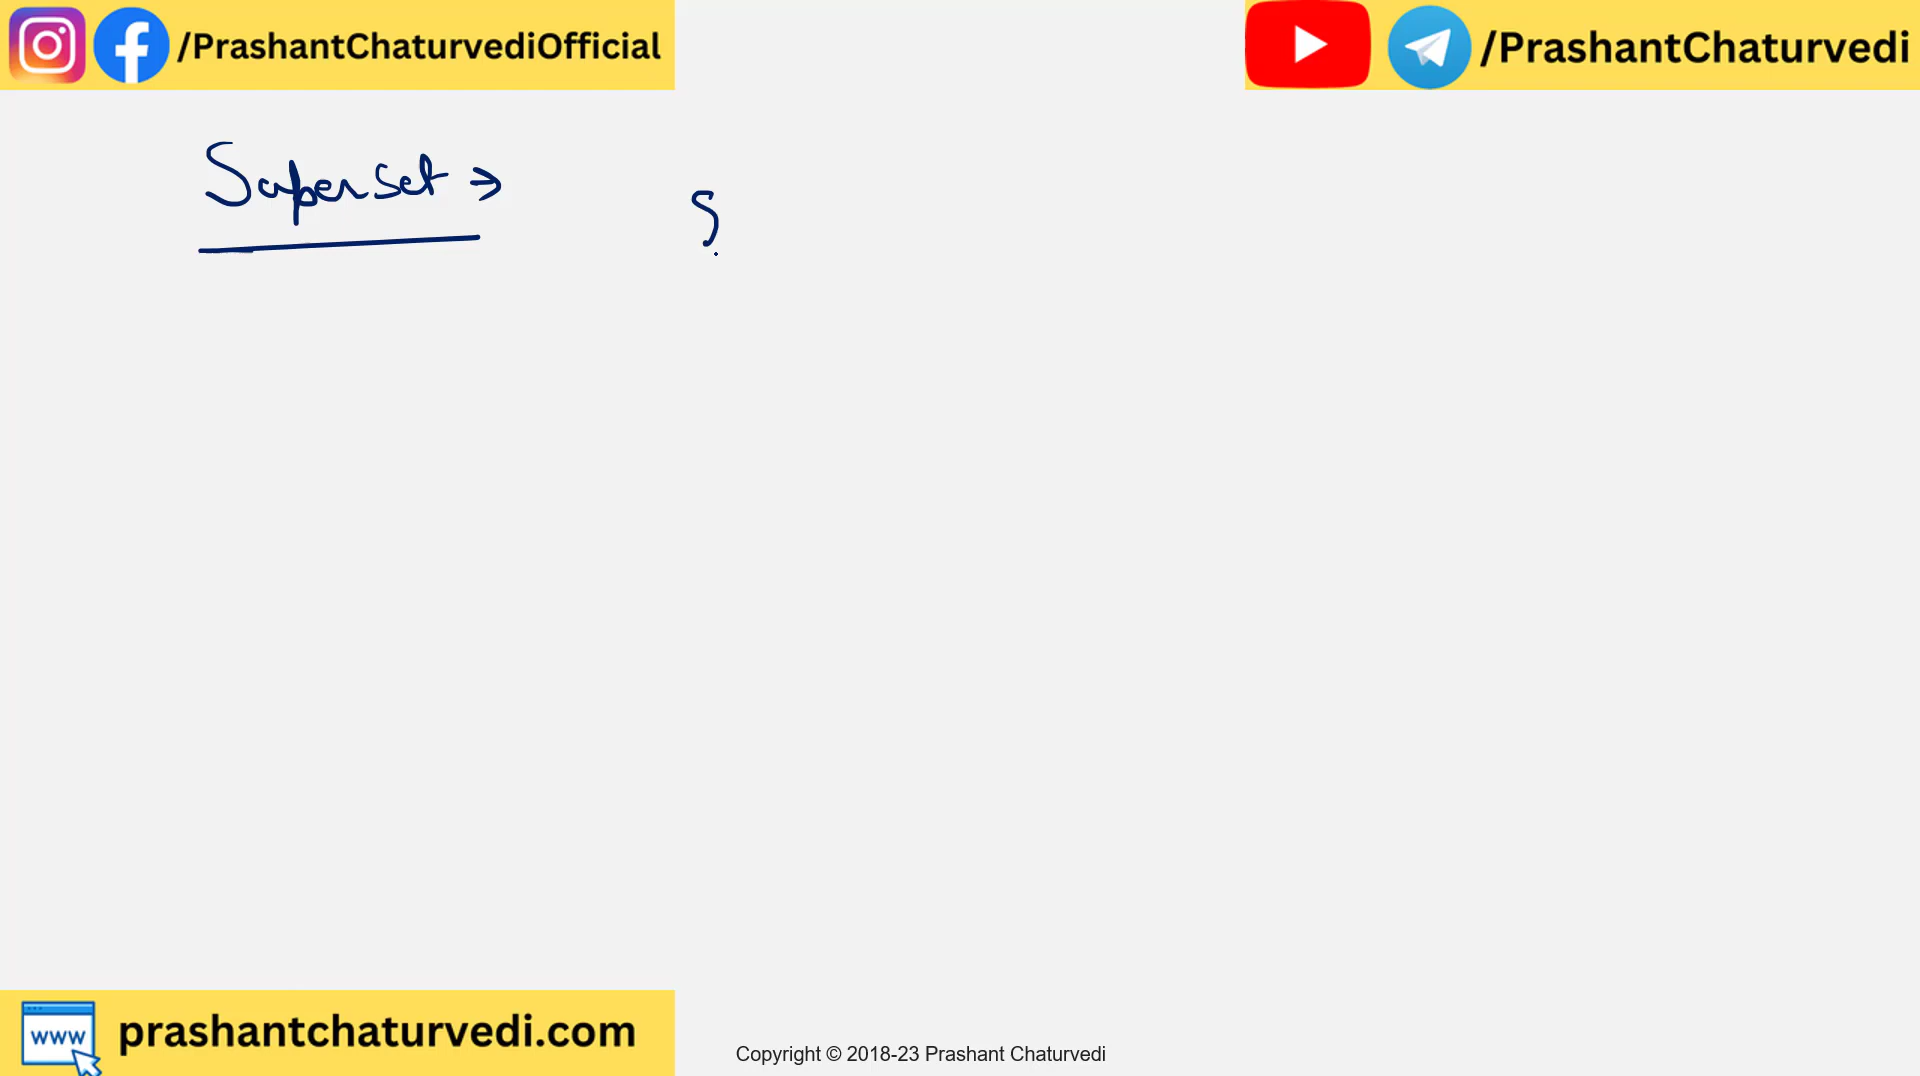 /PrashantChaturvediOfficial
/PrashantChaturvedi
Superset →
www
prashantchaturvedi.com
Copyright © 2018-23 Prashant Chaturvedi